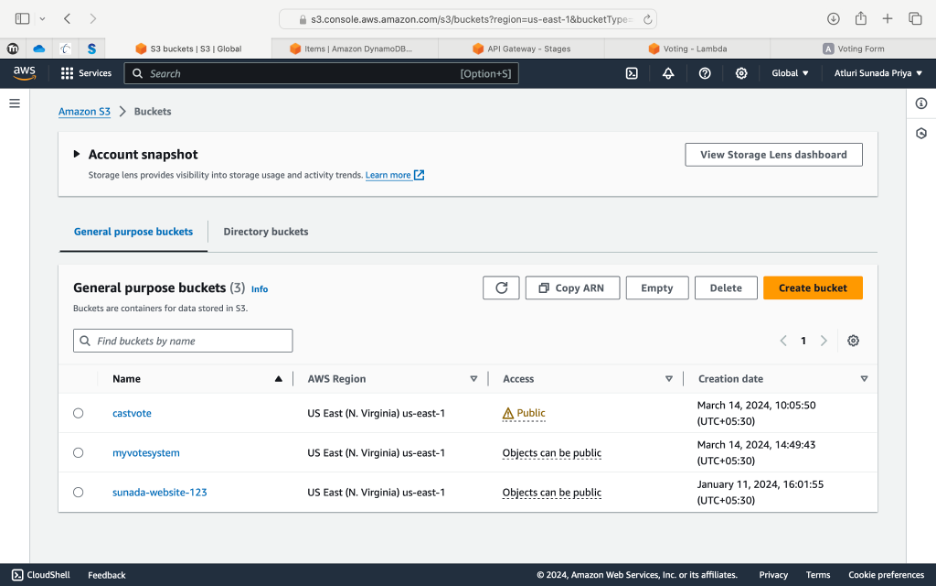 s3.console.aws.amazon.com/s3/buckets?region=us-east-1&bucketType=
S3 buckets | S3 | Global
Items | Amazon DynamoDB...
API Gateway - Stages
Voting - Lambda
A Voting Form
aws
Services
Search
[Option+S]
Global
Atluri Sunada Priya
Amazon S3
Buckets
Account snapshot
View Storage Lens dashboard
Storage lens provides visibility into storage usage and activity trends. Learn more
General purpose buckets
Directory buckets
General purpose buckets (3) Info
Copy ARN
Empty
Delete
Create bucket
Buckets are containers for data stored in S3.
Find buckets by name
1
Name
AWS Region
Access
Creation date
castvote
US East (N. Virginia) us-east-1
Public
March 14, 2024, 10:05:50
(UTC+05:30)
myvotesystem
US East (N. Virginia) us-east-1
Objects can be public
March 14, 2024, 14:49:43
(UTC+05:30)
sunada-website-123
US East (N. Virginia) us-east-1
Objects can be public
January 11, 2024, 16:01:55
(UTC+05:30)
CloudShell
Feedback
© 2024, Amazon Web Services, Inc. or its affiliates.
Privacy
Terms
Cookie preferences